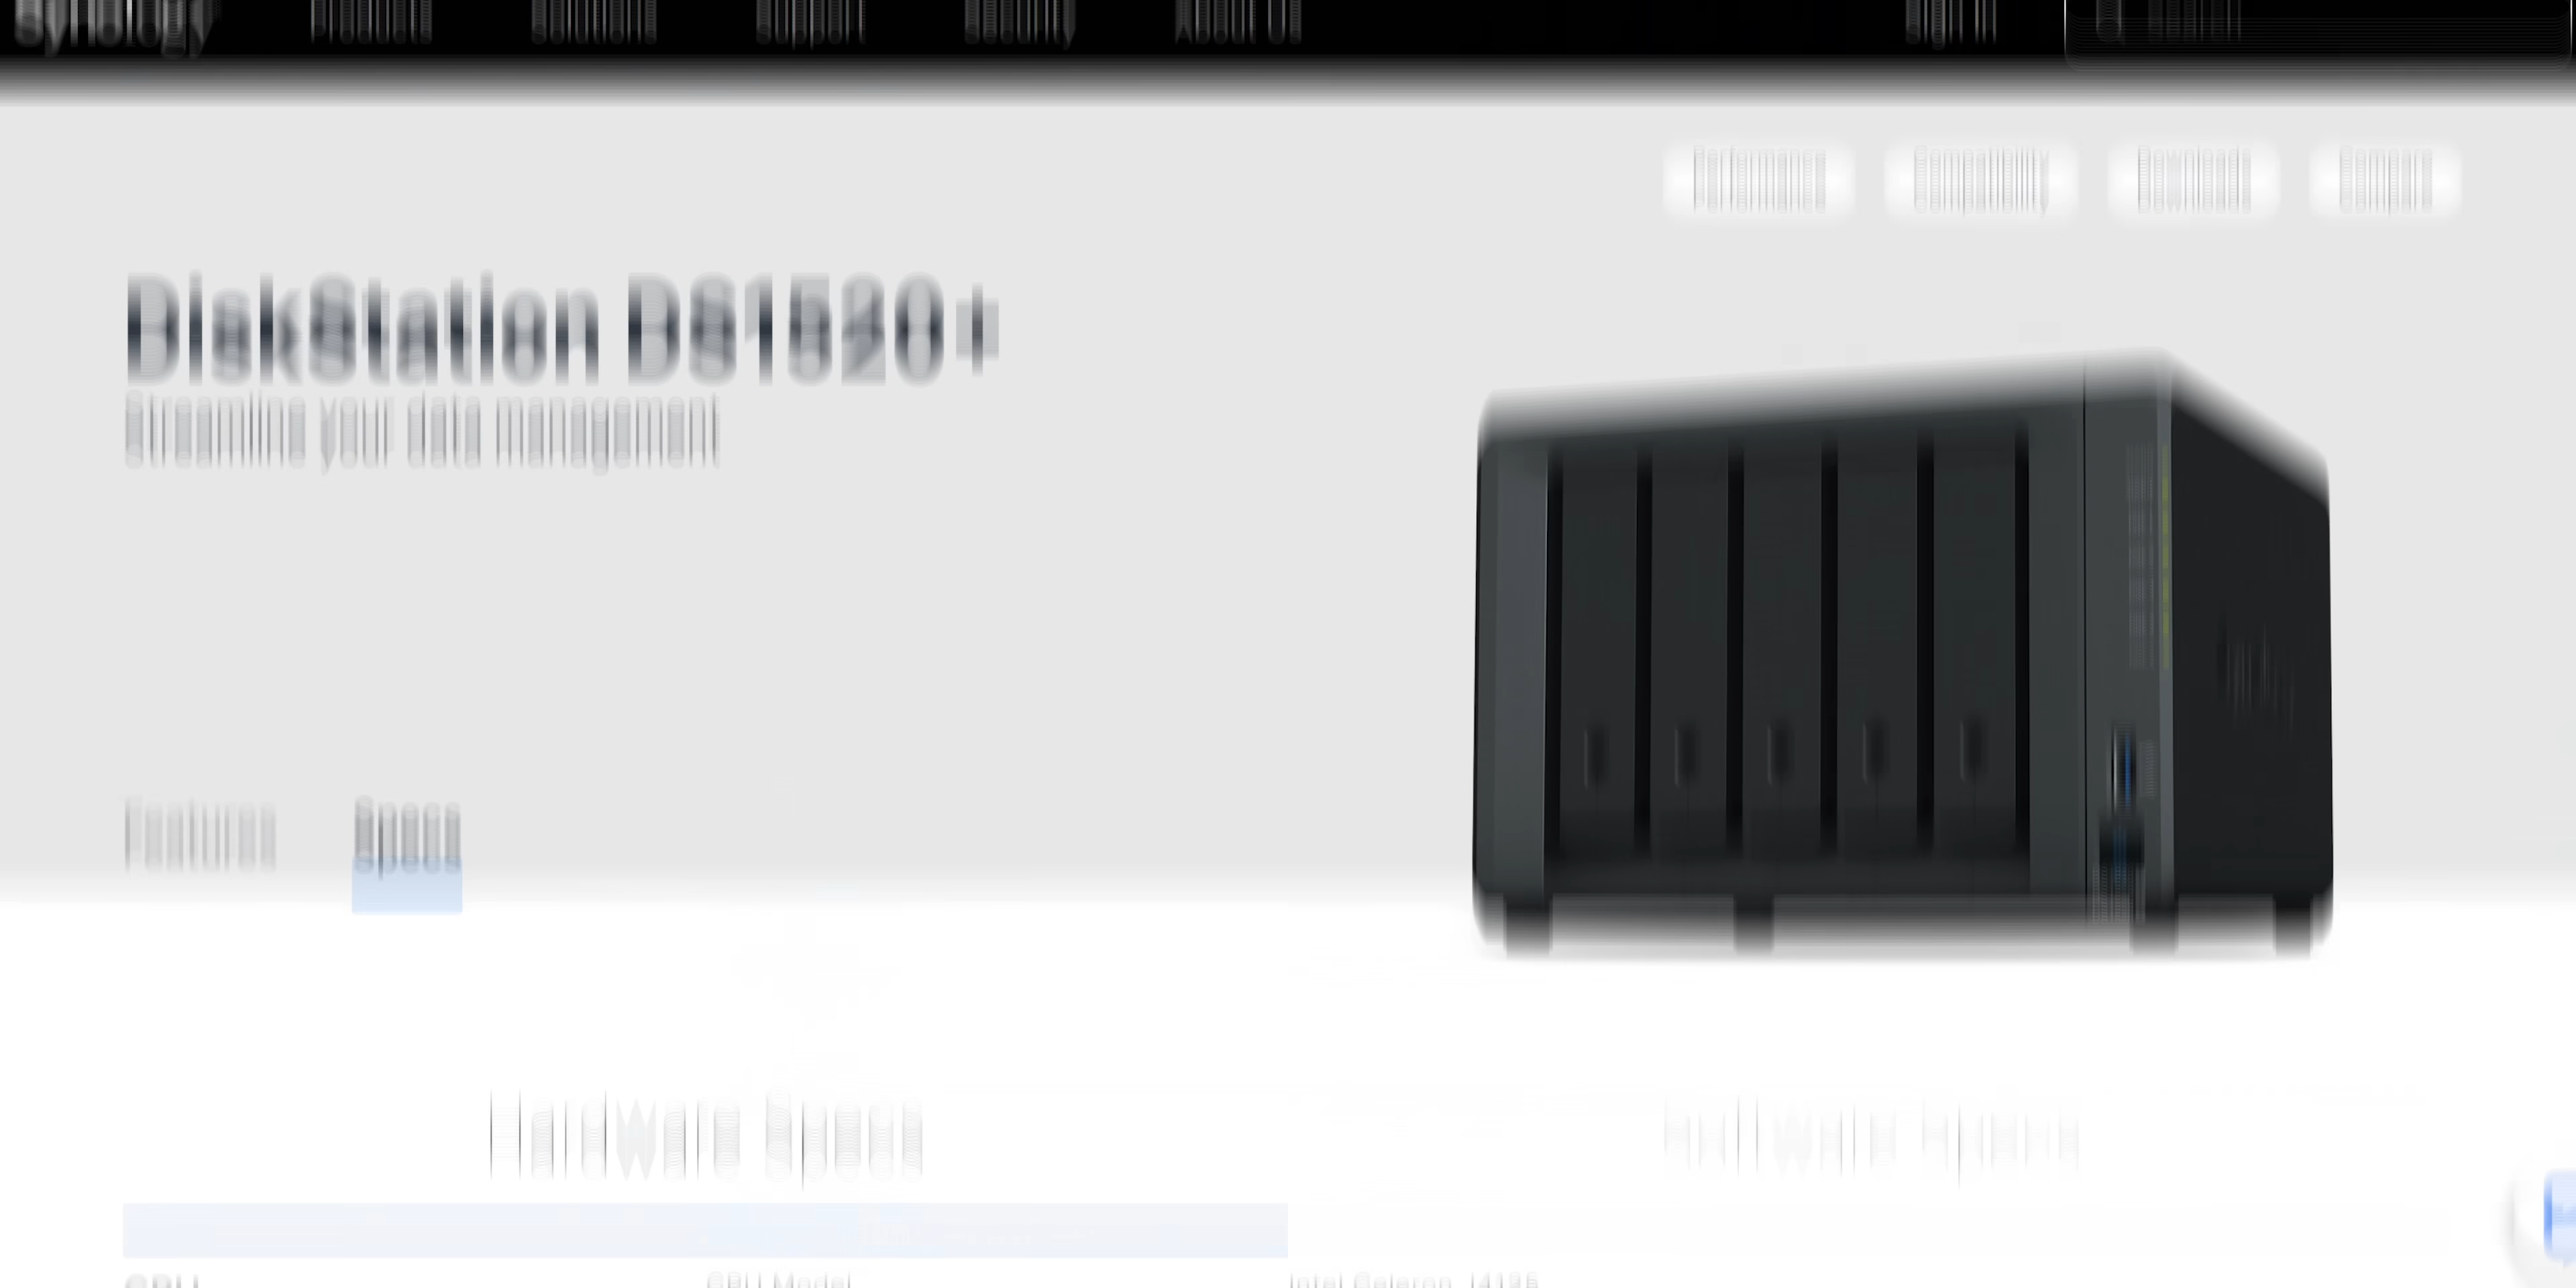 Synology Products Solutions Support Security About Us Sign In Search
Performance Compatibility Download Compare
DiskStation DS1520+
Streamline your data management
Features Specs
Hardware Specs Software Specs
CPU CPU Model Intel Celeron J4125